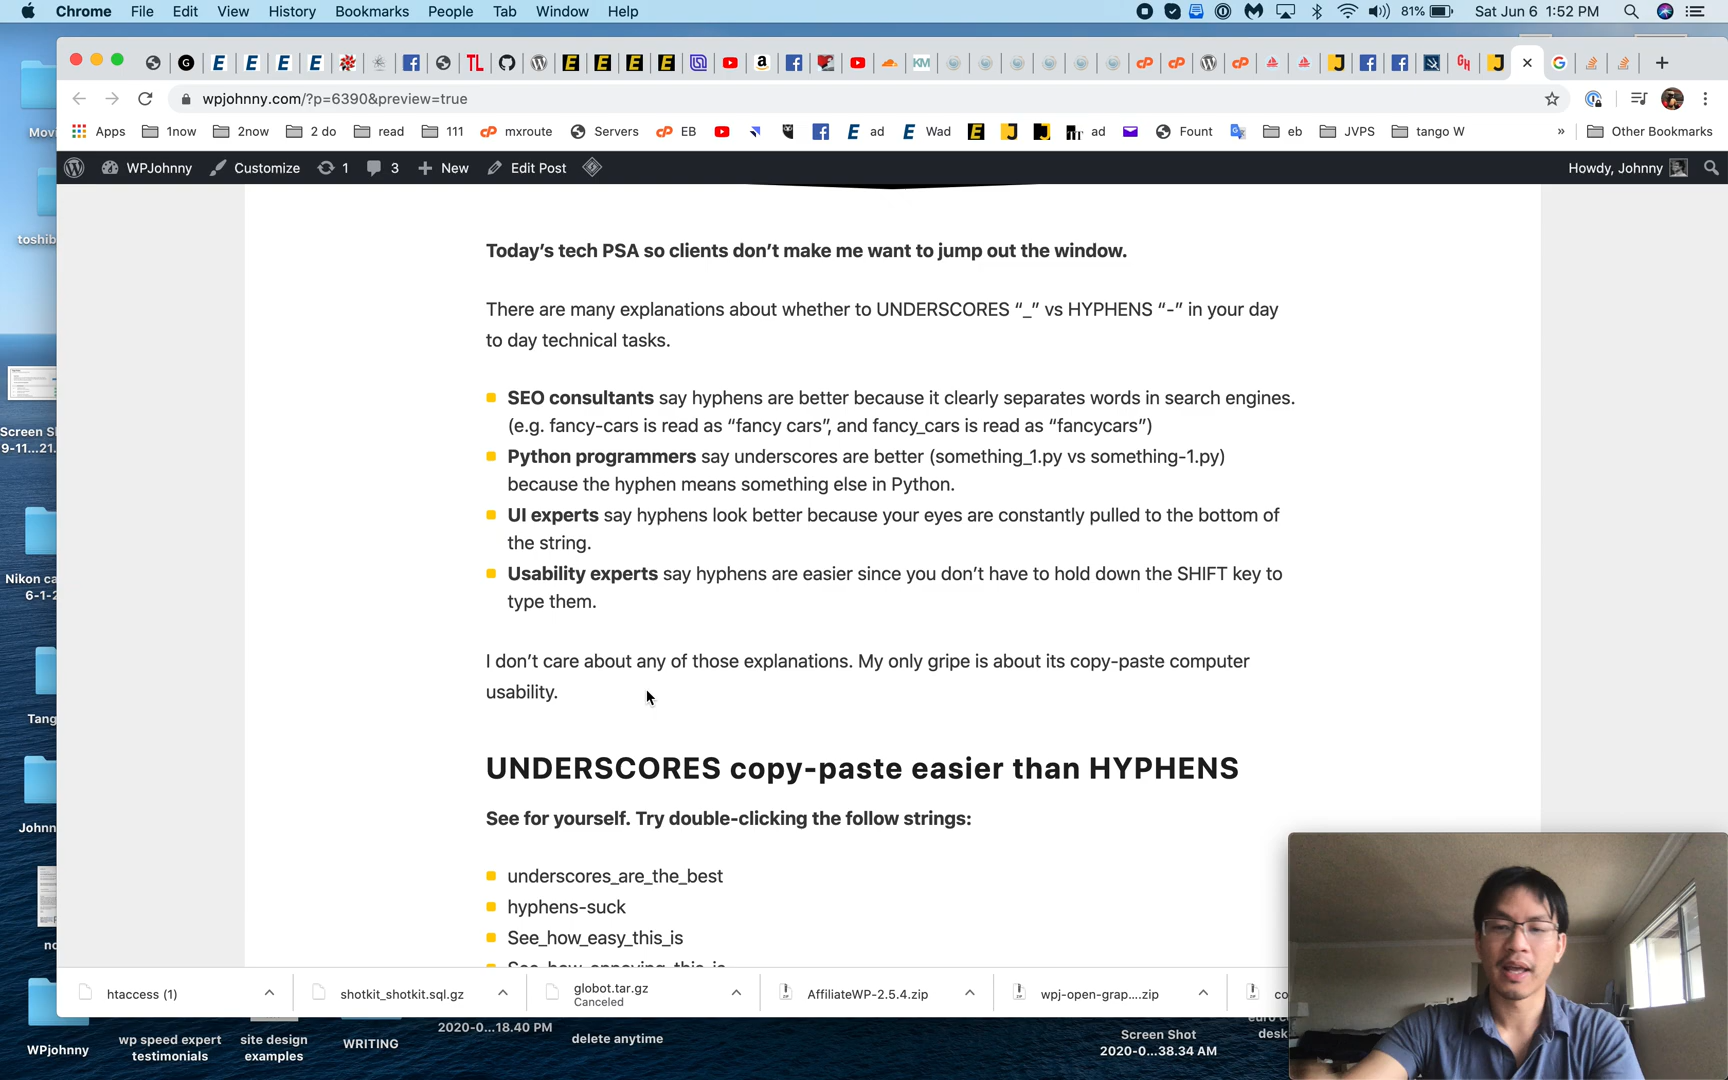 Chrome File Edit View History Bookmarks People Tab Window Help 81% Sat Jun 6 1:52 PM
wpjohnny.com/?p=6390&preview=true
Apps 1now 2now 2 do read 111 mxroute Servers EB ad Wad ad Fount eb JVPS tango W » Other Bookmarks
WPJohnny Customize 1 3 New Edit Post Howdy, Johnny
Today's tech PSA so clients don't make me want to jump out the window.
There are many explanations about whether to UNDERSCORES “_” vs HYPHENS “-” in your day
to day technical tasks.
SEO consultants say hyphens are better because it clearly separates words in search engines.
(e.g. fancy-cars is read as “fancy cars”, and fancy_cars is read as “fancycars”)
Python programmers say underscores are better (something_1.py vs something-1.py)
because the hyphen means something else in Python.
UI experts say hyphens look better because your eyes are constantly pulled to the bottom of
the string.
Usability experts say hyphens are easier since you don't have to hold down the SHIFT key to
type them.
I don't care about any of those explanations. My only gripe is about its copy-paste computer
usability.
UNDERSCORES copy-paste easier than HYPHENS
See for yourself. Try double-clicking the follow strings:
underscores_are_the_best
hyphens-suck
See_how_easy_this_is
htaccess (1)
shotkit_shotkit.sql.gz
globot.tar.gz
Canceled
AffiliateWP-2.5.4.zip
wpj-open-grap....zip
co
Movi
toshib
Screen S
9-11...21.
Nikon ca
6-1-2
Tang
Johnn
no
WPjohnny
wp speed expert
testimonials
site design
examples
2020-0...18.40 PM
WRITING
delete anytime
Screen Shot
2020-0...38.34 AM
desk